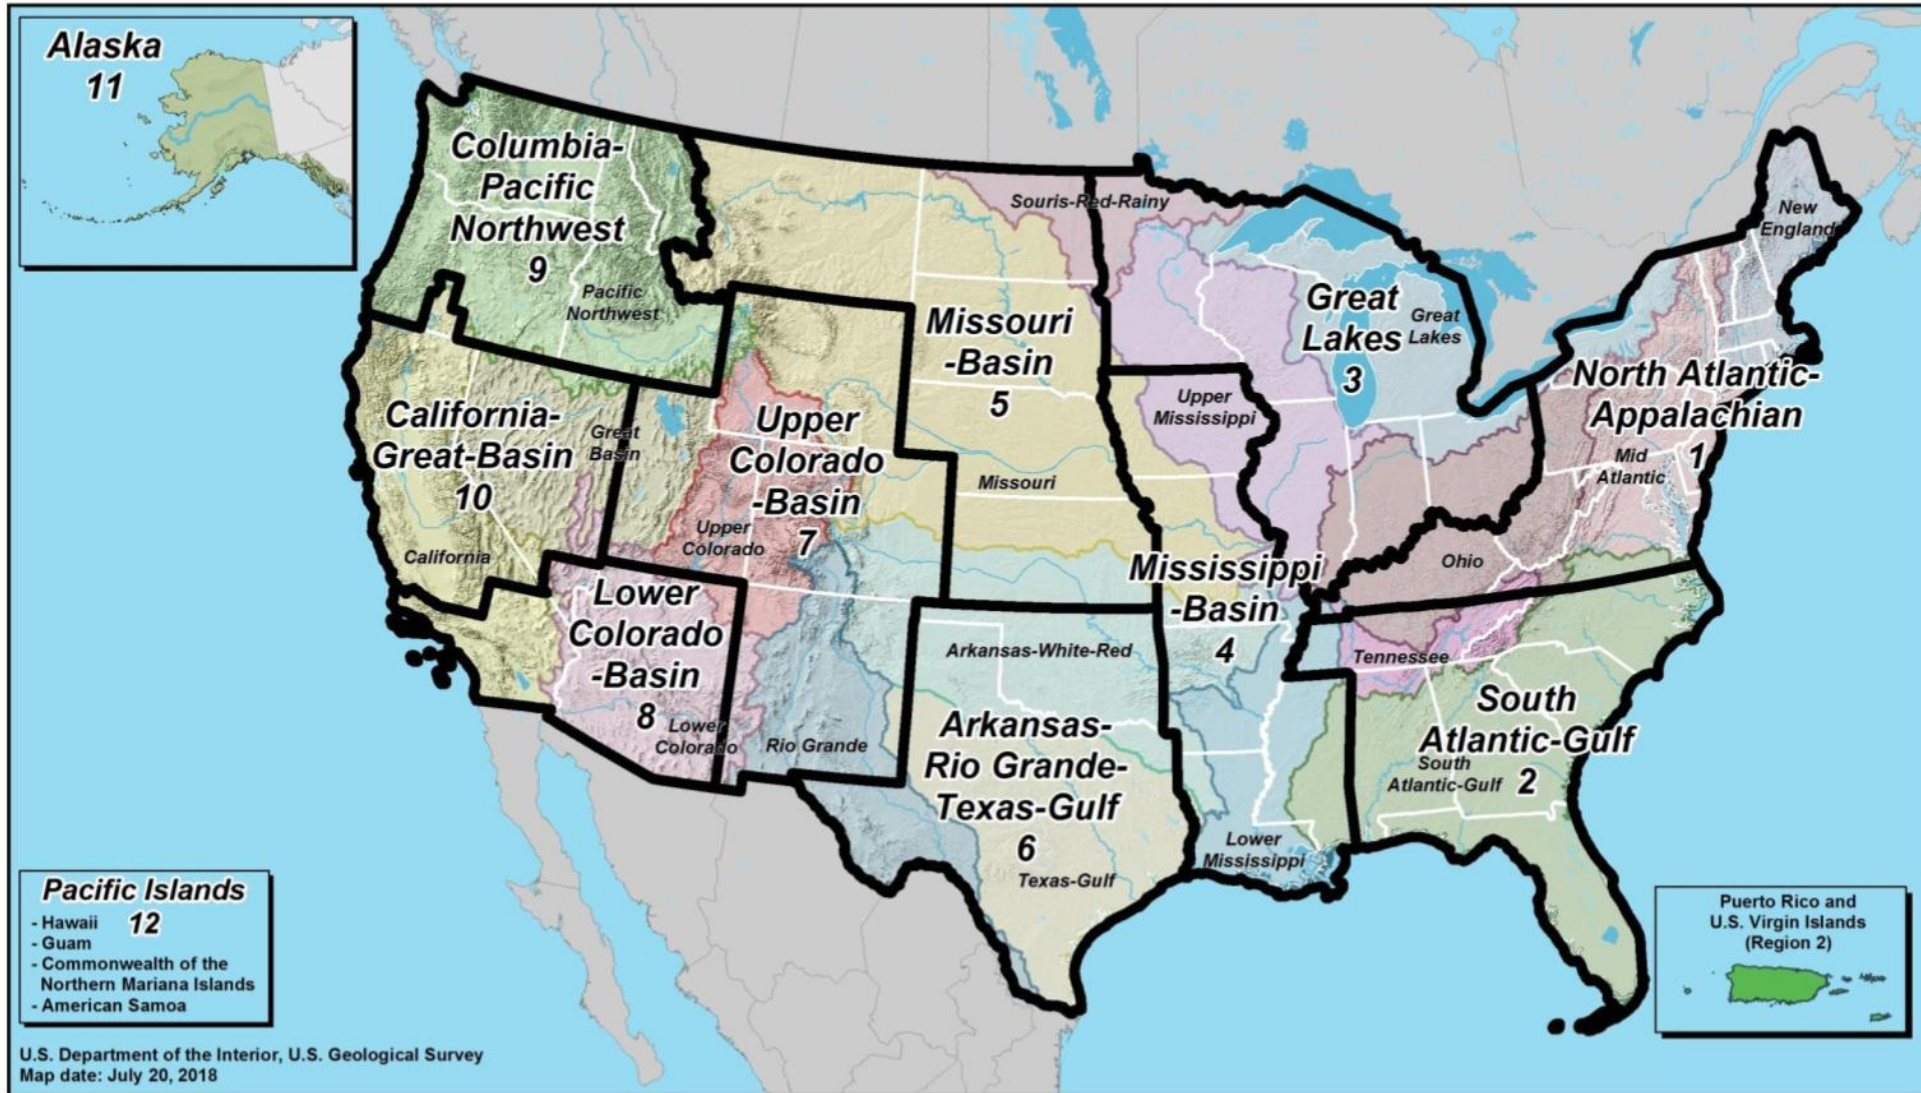 Alaska
11
Columbia-
Pacific
Northwest
9
Pacific
Northwest
Souris-Red-Rainy
New
England
Missouri
-Basin
5
Missouri
Great
Lakes
3
Great
Lakes
Upper
Mississippi
North Atlantic-
Appalachian
1
Mid
Atlantic
California-
Great-Basin
10
Great
Basin
California
Upper
Colorado
-Basin
7
Upper
Colorado
Ohio
Mississippi
-Basin
4
Lower
Colorado
-Basin
8
Lower
Colorado
Rio Grande
Arkansas-White-Red
Tennessee
Arkansas-
Rio Grande-
Texas-Gulf
6
Texas-Gulf
South
Atlantic-Gulf
2
South
Atlantic-Gulf
Lower
Mississippi
Pacific Islands
12
- Hawaii
- Guam
- Commonwealth of the
Northern Mariana Islands
- American Samoa
Puerto Rico and
U.S. Virgin Islands
(Region 2)
U.S. Department of the Interior, U.S. Geological Survey
Map date: July 20, 2018